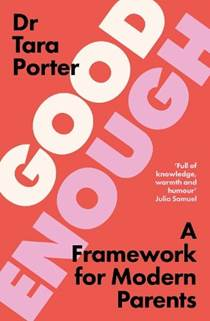 Dr
Tara
Porter
GOOD
ENOUGH
‘Full of
knowledge,
warmth and
humour’
Julia Samuel
A
Framework
for Modern
Parents